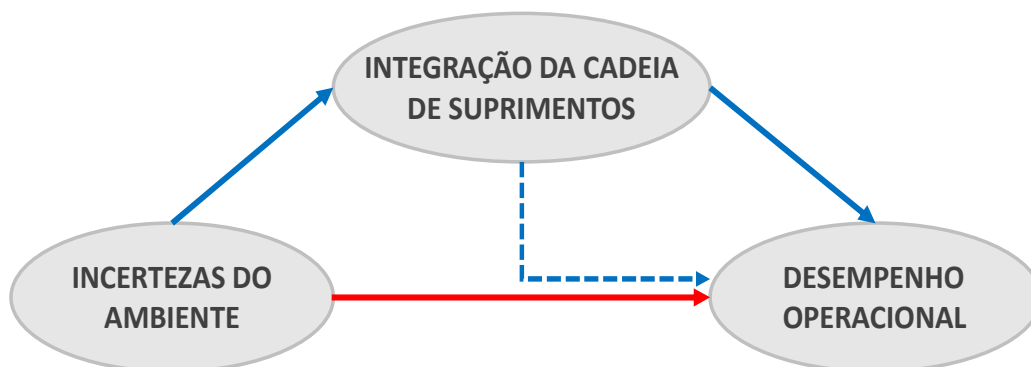 INTEGRAÇÃO DA CADEIA
DE SUPRIMENTOS
INCERTEZAS DO
AMBIENTE
DESEMPENHO
OPERACIONAL